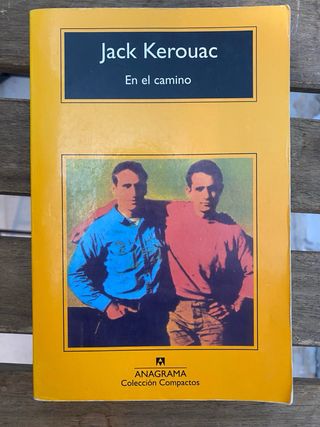 Jack Kerouac
En el camino
ANAGRAMA
Colección Compactos